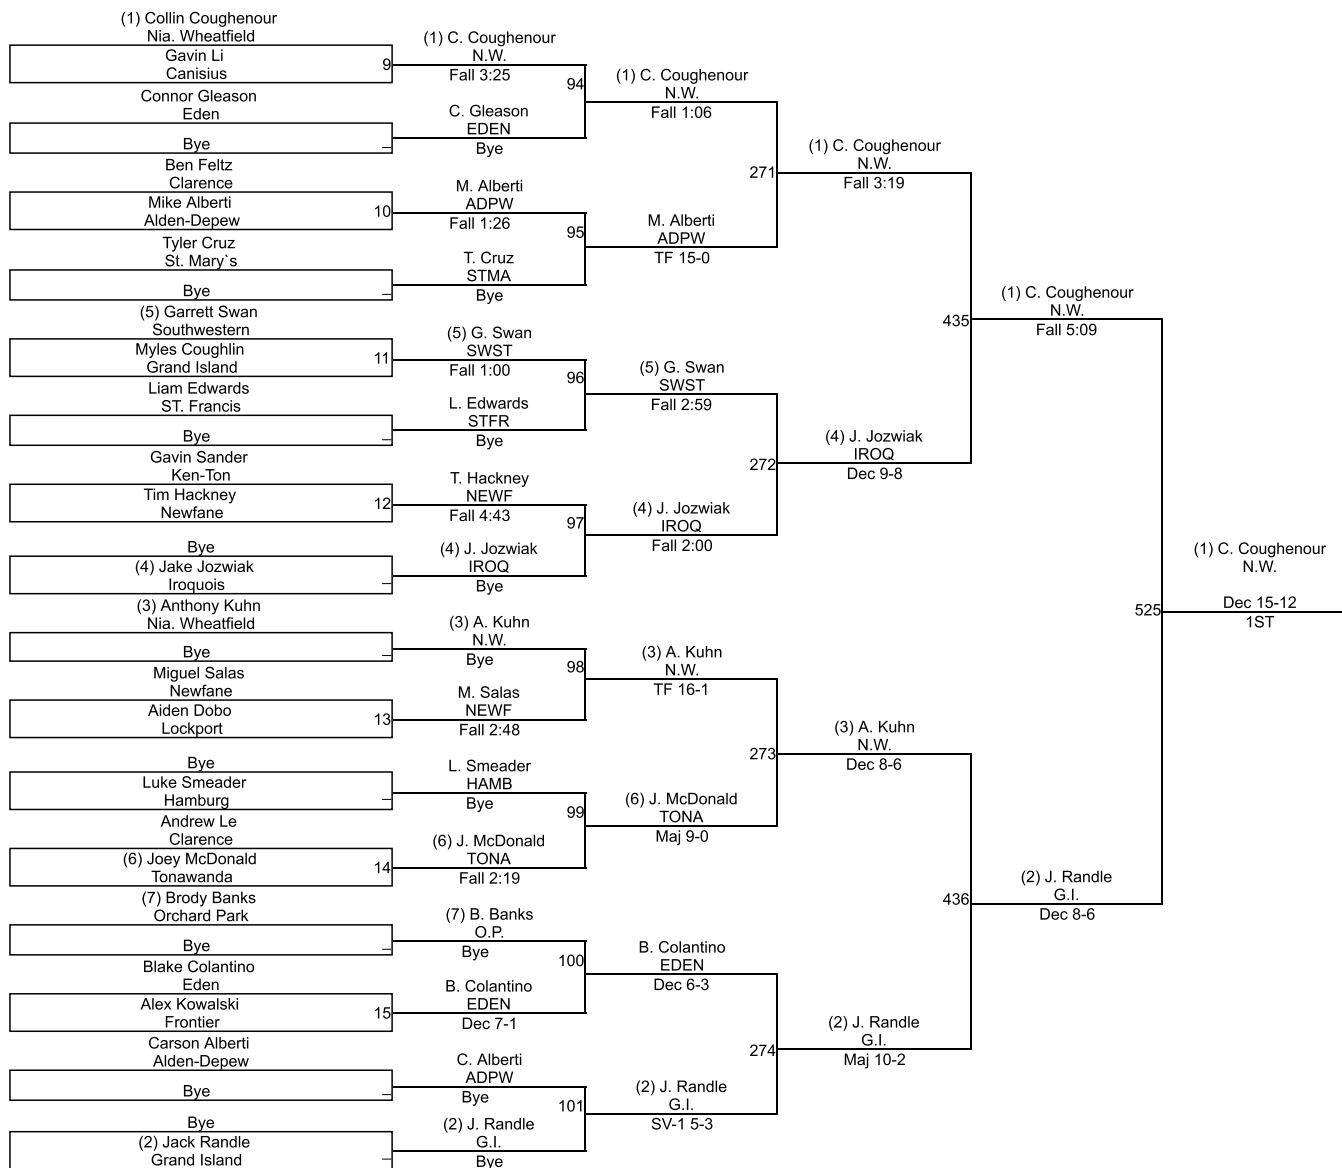 (1) Collin Coughenour
Nia. Wheatfield
Gavin Li
Canisius
9
Connor Gleason
Eden
Bye
_
Ben Feltz
Clarence
Mike Alberti
Alden-Depew
10
Tyler Cruz
St. Mary`s
Bye
_
(5) Garrett Swan
Southwestern
Myles Coughlin
Grand Island
11
Liam Edwards
ST. Francis
Bye
_
Gavin Sander
Ken-Ton
Tim Hackney
Newfane
12
Bye
(4) Jake Jozwiak
Iroquois
_
(3) Anthony Kuhn
Nia. Wheatfield
Bye
_
Miguel Salas
Newfane
Aiden Dobo
Lockport
13
Bye
Luke Smeader
Hamburg
_
Andrew Le
Clarence
(6) Joey McDonald
Tonawanda
14
(7) Brody Banks
Orchard Park
Bye
_
Blake Colantino
Eden
Alex Kowalski
Frontier
15
Carson Alberti
Alden-Depew
Bye
_
Bye
(2) Jack Randle
Grand Island
_
(1) C. Coughenour
N.W.
Fall 3:25
94
C. Gleason
EDEN
Bye
M. Alberti
ADPW
Fall 1:26
95
T. Cruz
STMA
Bye
(5) G. Swan
SWST
Fall 1:00
96
L. Edwards
STFR
Bye
T. Hackney
NEWF
Fall 4:43
97
(4) J. Jozwiak
IROQ
Bye
(3) A. Kuhn
N.W.
Bye
98
M. Salas
NEWF
Fall 2:48
L. Smeader
HAMB
Bye
99
(6) J. McDonald
TONA
Fall 2:19
(7) B. Banks
O.P.
Bye
100
B. Colantino
EDEN
Dec 7-1
C. Alberti
ADPW
Bye
101
(2) J. Randle
G.I.
Bye
(1) C. Coughenour
N.W.
Fall 1:06
271
M. Alberti
ADPW
TF 15-0
(5) G. Swan
SWST
Fall 2:59
272
(4) J. Jozwiak
IROQ
Fall 2:00
(3) A. Kuhn
N.W.
TF 16-1
273
(6) J. McDonald
TONA
Maj 9-0
B. Colantino
EDEN
Dec 6-3
274
(2) J. Randle
G.I.
SV-1 5-3
(1) C. Coughenour
N.W.
Fall 3:19
435
(4) J. Jozwiak
IROQ
Dec 9-8
(3) A. Kuhn
N.W.
Dec 8-6
436
(2) J. Randle
G.I.
Maj 10-2
(1) C. Coughenour
N.W.
Fall 5:09
525
(2) J. Randle
G.I.
Dec 8-6
(1) C. Coughenour
N.W.
Dec 15-12
1ST